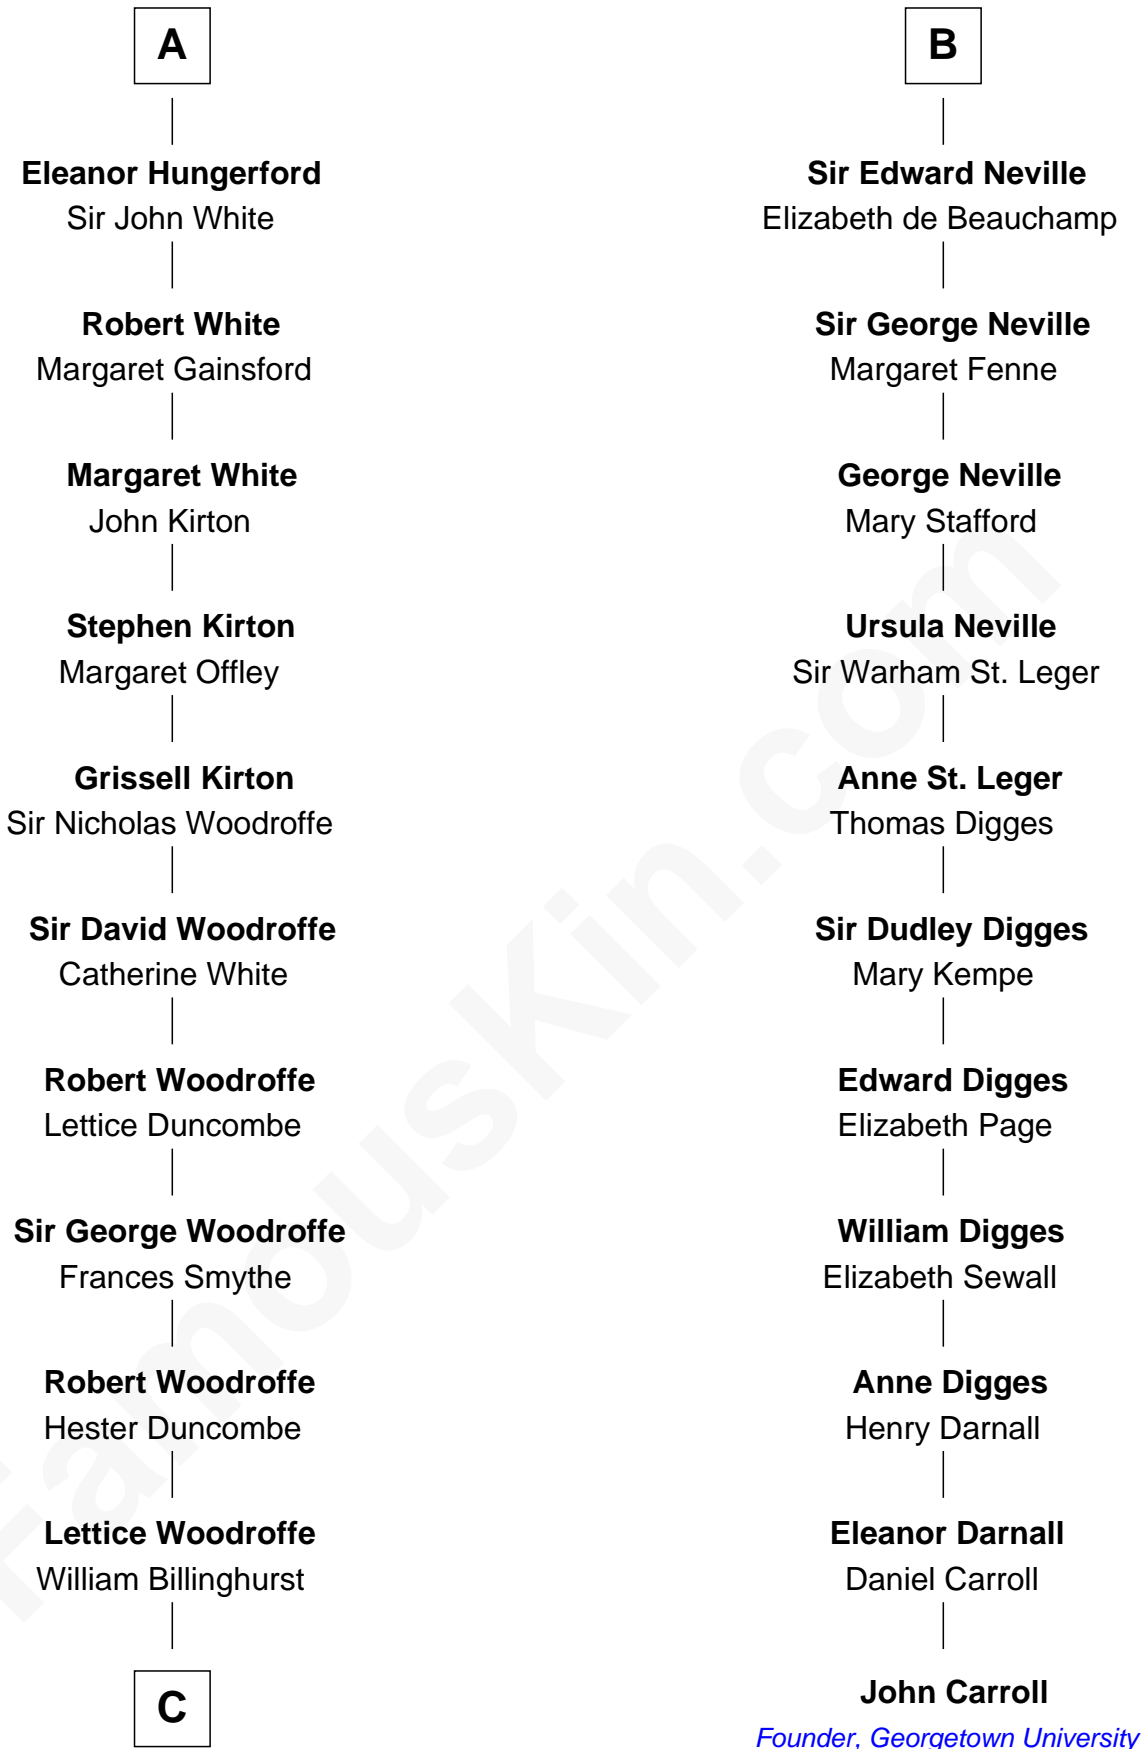 A
Eleanor Hungerford
Sir John White
Robert White
Margaret Gainsford
Margaret White
John Kirton
Stephen Kirton
Margaret Offley
Grissell Kirton
Sir Nicholas Woodroffe
Sir David Woodroffe
Catherine White
Robert Woodroffe
Lettice Duncombe
Sir George Woodroffe
Frances Smythe
Robert Woodroffe
Hester Duncombe
Lettice Woodroffe
William Billinghurst
C
B
Sir Edward Neville
Elizabeth de Beauchamp
Sir George Neville
Margaret Fenne
George Neville
Mary Stafford
Ursula Neville
Sir Warham St. Leger
Anne St. Leger
Thomas Digges
Sir Dudley Digges
Mary Kempe
Edward Digges
Elizabeth Page
William Digges
Elizabeth Sewall
Anne Digges
Henry Darnall
Eleanor Darnall
Daniel Carroll
John Carroll
Founder, Georgetown University
FamousKin.com